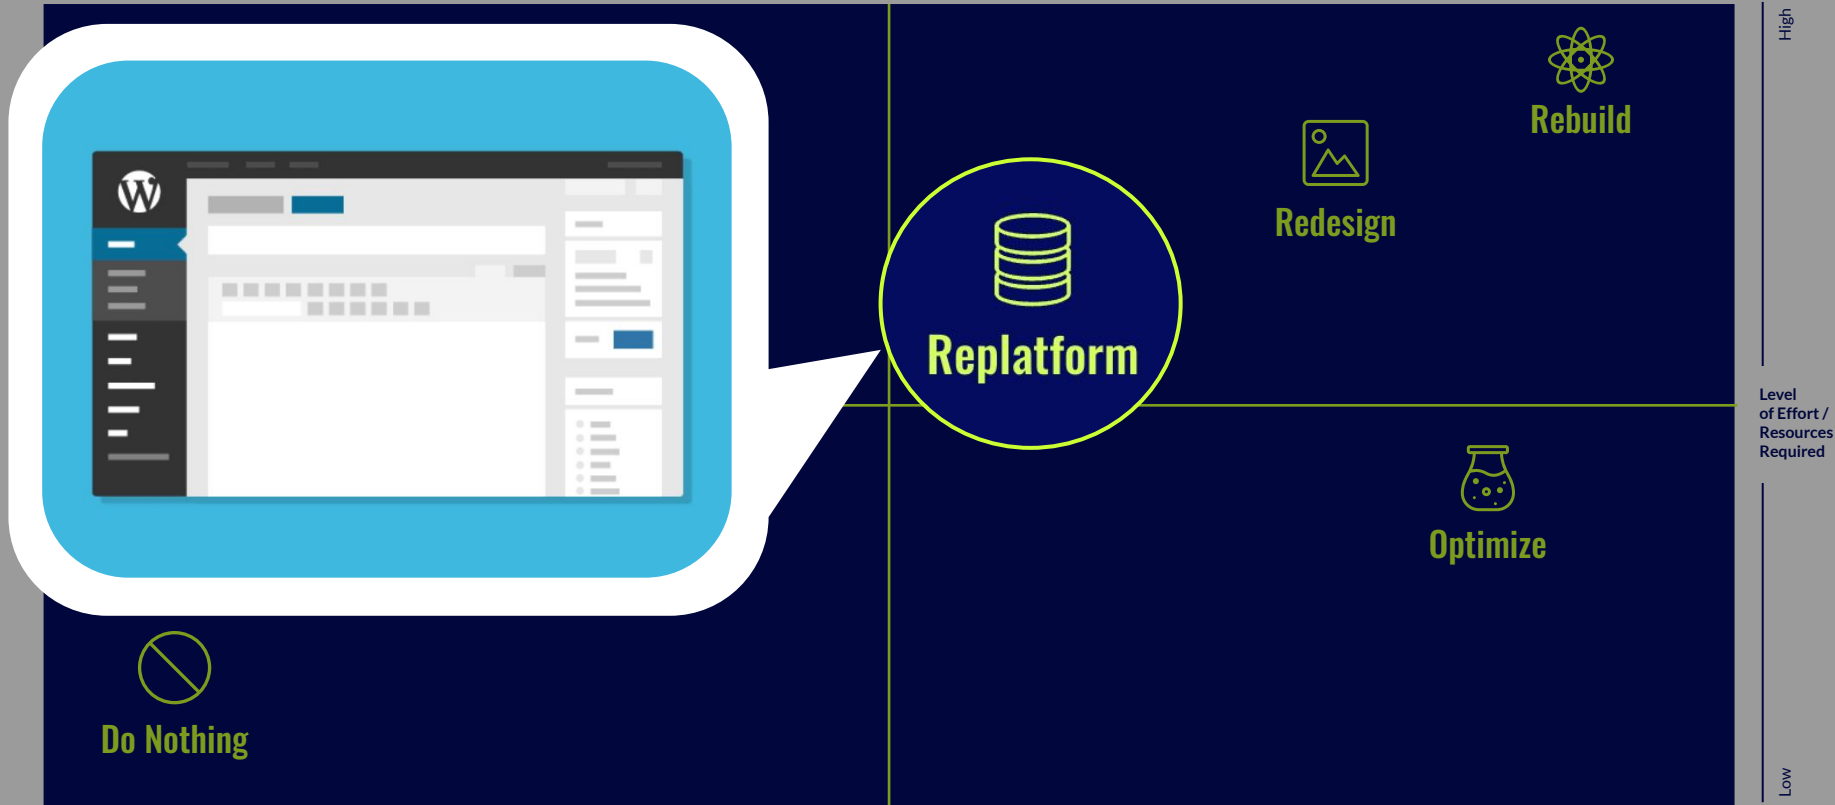 High
Rebuild
Redesign
Replatform
Level
of Effort /
Resources
Required
Optimize
Do Nothing
Low